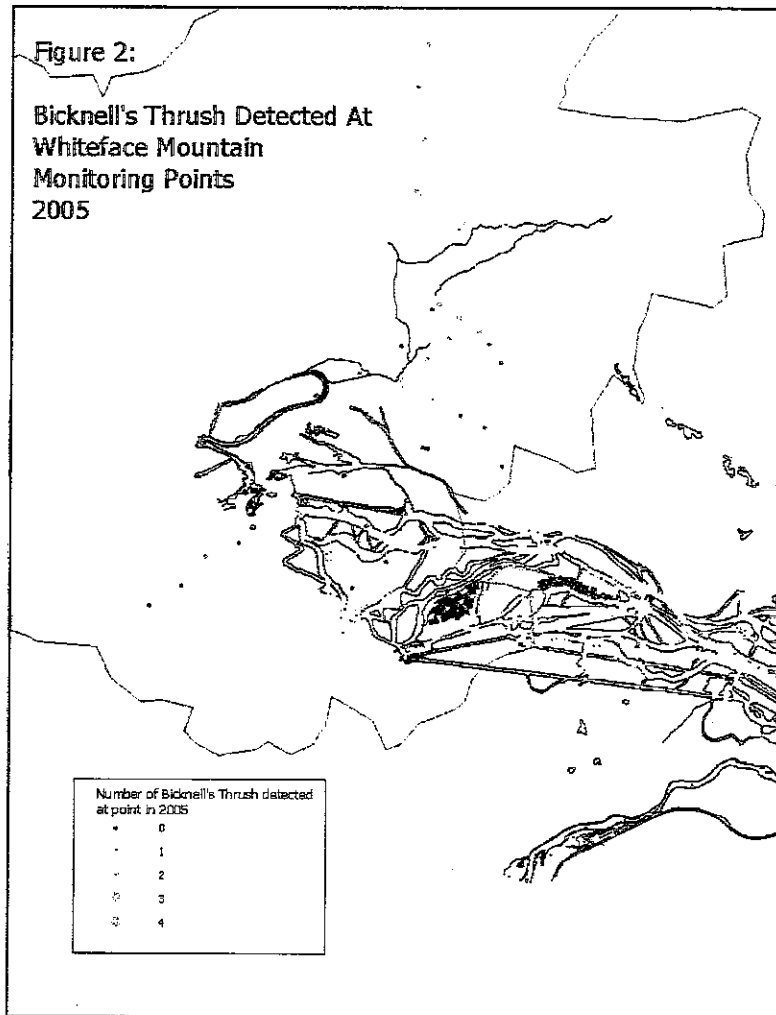 Figure 2:
Bicknell's Thrush Detected At
Whiteface Mountain
Monitoring Points
2005
Number of Bicknell's Thrush detected
at point in 2005
0
1
2
3
4